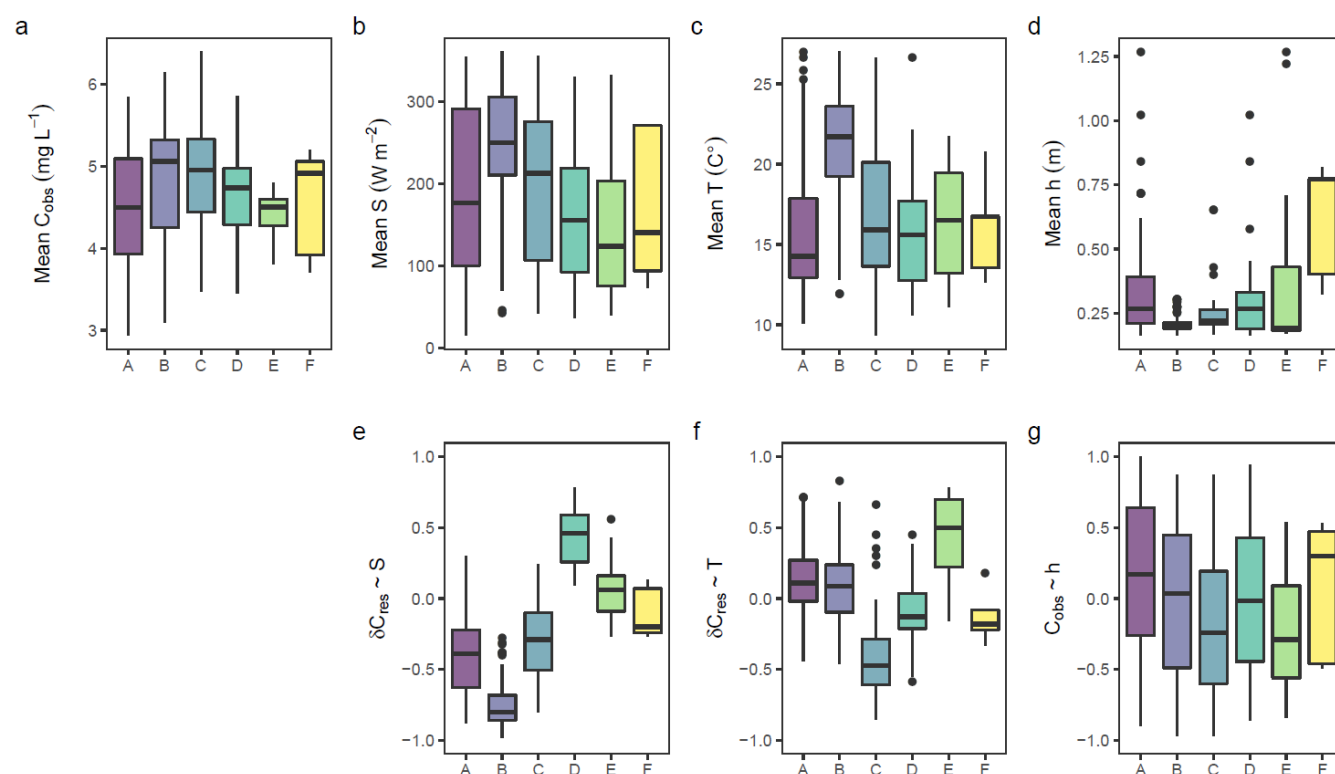 a
b
c
d
Mean C_obs (mg L⁻¹)
6
5
4
3
A B C D E F
Mean S (W m⁻²)
300
200
100
0
A B C D E F
Mean T (C°)
25
20
15
10
A B C D E F
Mean h (m)
1.25
1.00
0.75
0.50
0.25
A B C D E F
e
f
g
δC_res ~ S
1.0
0.5
0.0
−0.5
−1.0
A B C D E F
δC_res ~ T
1.0
0.5
0.0
−0.5
−1.0
A B C D E F
C_obs ~ h
1.0
0.5
0.0
−0.5
−1.0
A B C D E F